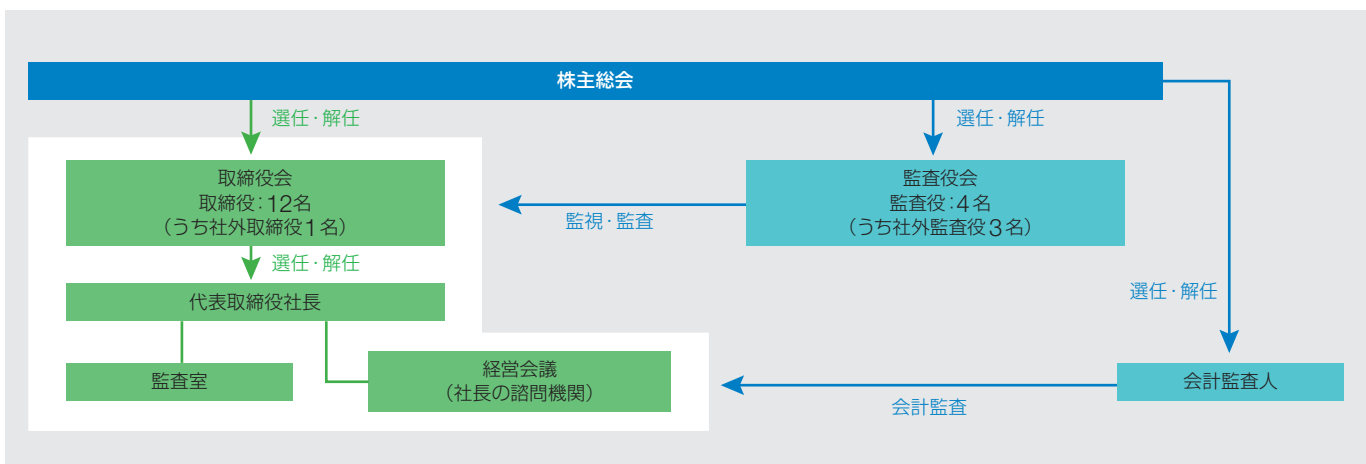 株主総会
選任・解任
選任・解任
取締役会
取締役：12名
（うち社外取締役1名）
監査役会
監査役：4名
（うち社外監査役3名）
監視・監査
選任・解任
選任・解任
代表取締役社長
監査室
経営会議
（社長の諮問機関）
会計監査人
会計監査